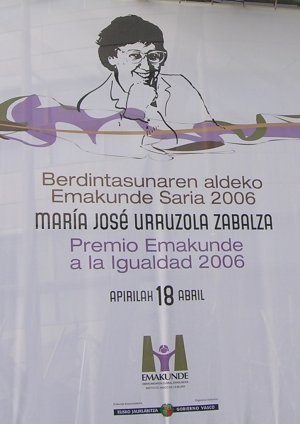 Berdintasunaren aldeko
Emakunde Saria 2006
MARÍA JOSÉ URRUZOLA ZABALZA
Premio Emakunde
a la Igualdad 2006
APIRILAK 18 ABRIL
EMAKUNDE
EUSKO JAURLARITZA GOBIERNO VASCO